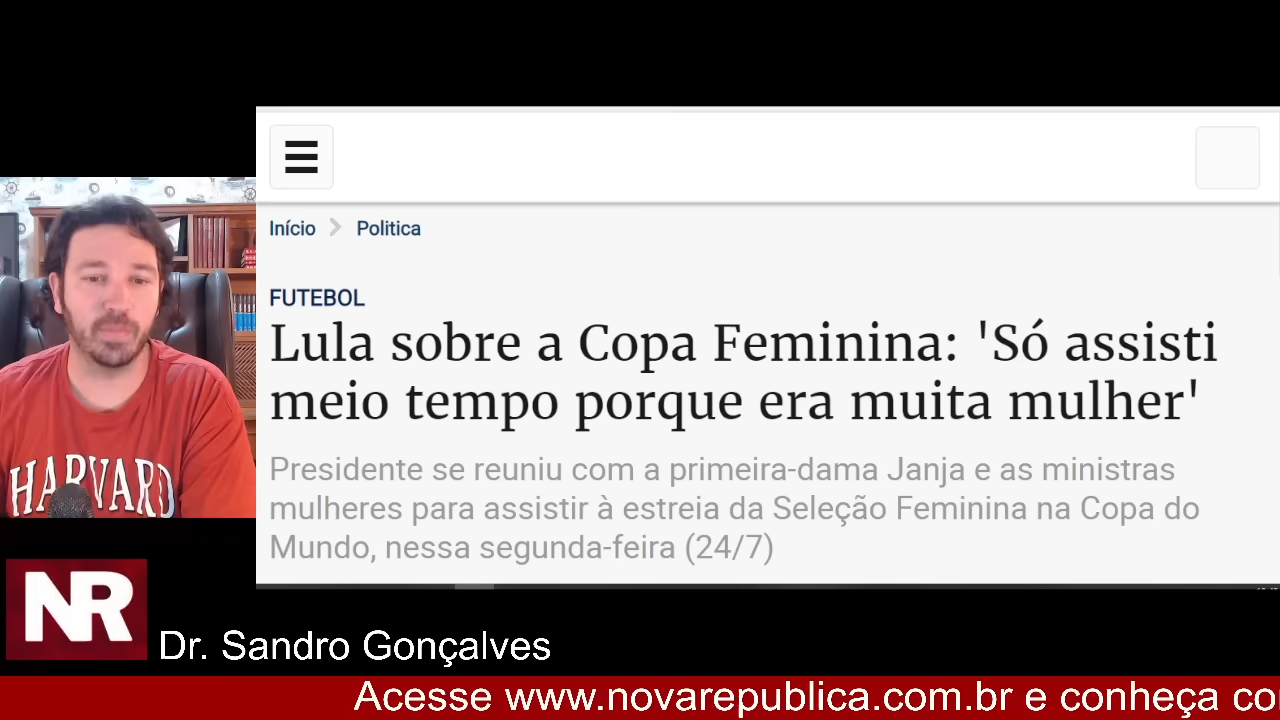 Início Politica
FUTEBOL
Lula sobre a Copa Feminina: 'Só assisti
meio tempo porque era muita mulher'
Presidente se reuniu com a primeira-dama Janja e as ministras
mulheres para assistir à estreia da Seleção Feminina na Copa do
Mundo, nessa segunda-feira (24/7)
HARVARD
NR
Dr. Sandro Gonçalves
Acesse www.novarepublica.com.br e conheça co